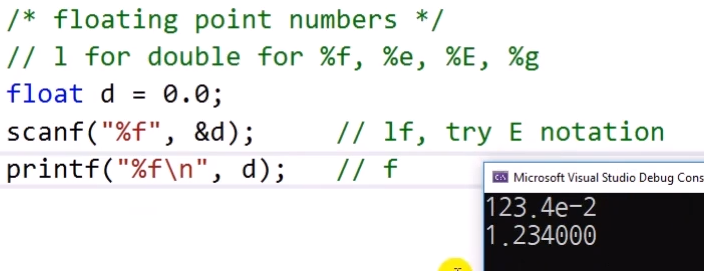 /* floating point numbers */
// l for double for %f, %e, %E, %g
float d = 0.0;
scanf("%f", &d);     // lf, try E notation
printf("%f\n", d);   // f
Microsoft Visual Studio Debug Cons
123.4e-2
1.234000